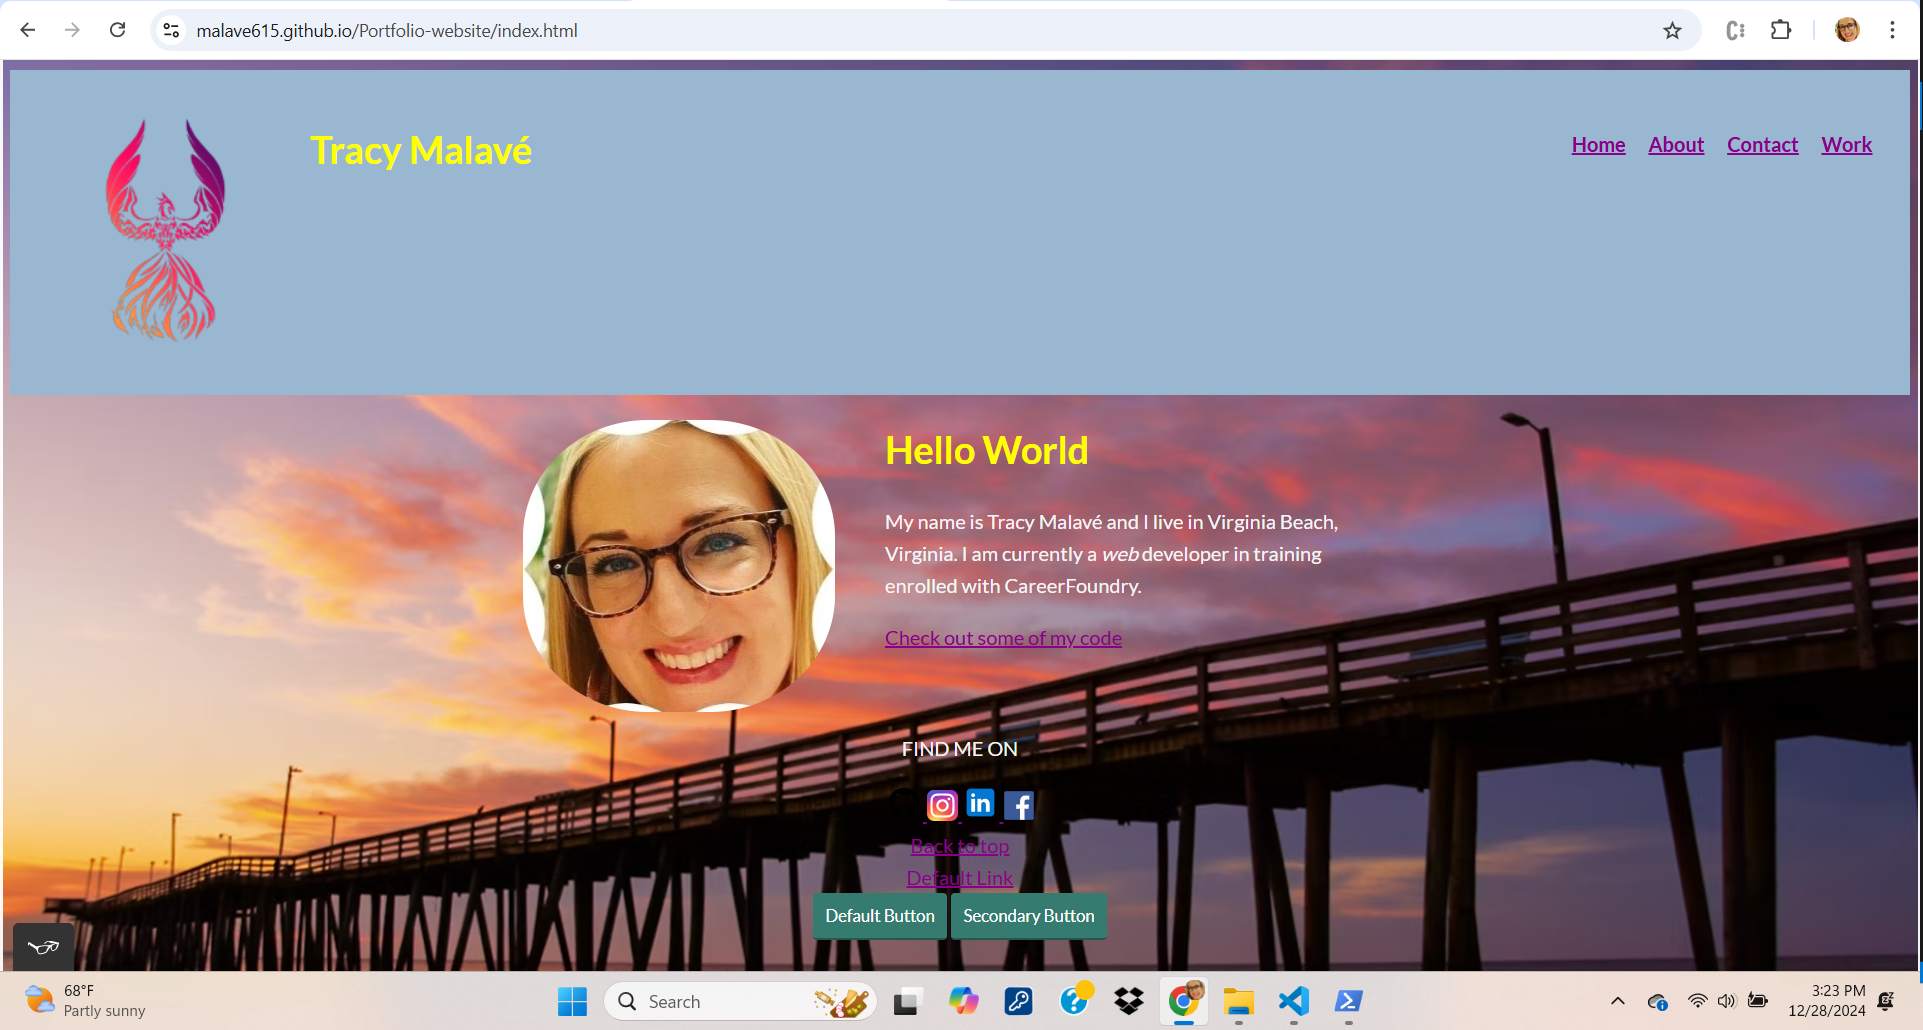 malave615.github.io/Portfolio-website/index.html
Tracy Malavé
Home About Contact Work
Hello World
My name is Tracy Malavé and I live in Virginia Beach,
Virginia. I am currently a web developer in training
enrolled with CareerFoundry.
Check out some of my code
FIND ME ON
in
Back to top
Default Link
Default Button Secondary Button
68°F
Partly sunny
Search
3:23 PM
12/28/2024